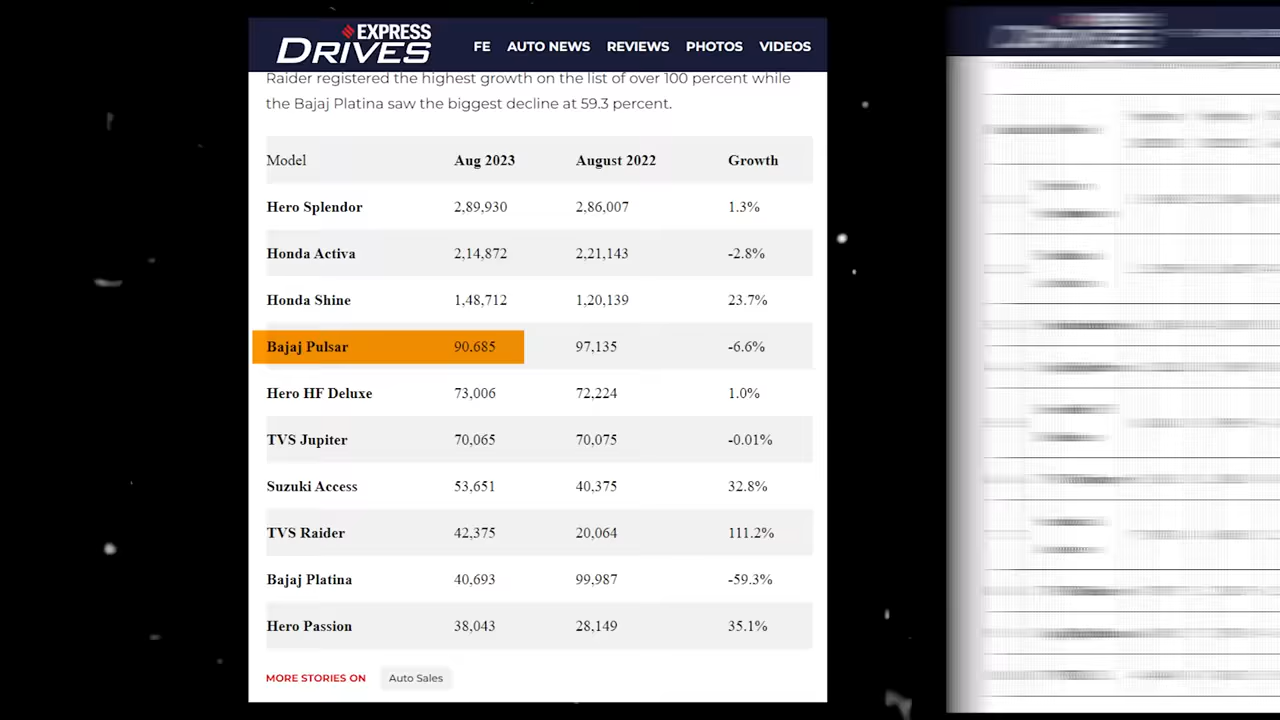 EXPRESS
DRIVES
FE AUTO NEWS REVIEWS PHOTOS VIDEOS
Raider registered the highest growth on the list of over 100 percent while
the Bajaj Platina saw the biggest decline at 59.3 percent.
Model Aug 2023 August 2022 Growth
Hero Splendor 2,89,930 2,86,007 1.3%
Honda Activa 2,14,872 2,21,143 -2.8%
Honda Shine 1,48,712 1,20,139 23.7%
Bajaj Pulsar 90.685 97,135 -6.6%
Hero HF Deluxe 73,006 72,224 1.0%
TVS Jupiter 70,065 70,075 -0.01%
Suzuki Access 53,651 40,375 32.8%
TVS Raider 42,375 20,064 111.2%
Bajaj Platina 40,693 99,987 -59.3%
Hero Passion 38,043 28,149 35.1%
MORE STORIES ON Auto Sales